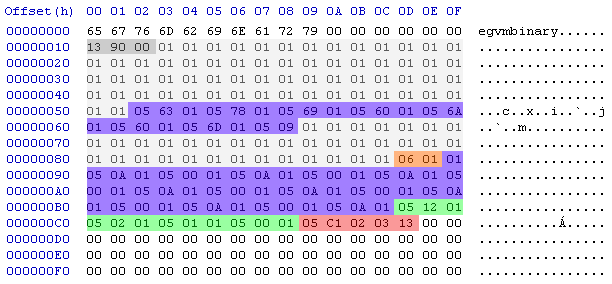 Offset(h) 00 01 02 03 04 05 06 07 08 09 0A 0B 0C 0D 0E 0F
00000000 65 67 76 6D 62 69 6E 61 72 79 00 00 00 00 00 00 egvmbinary......
00000010 13 90 00 01 01 01 01 01 01 01 01 01 01 01 01 01 ................
00000020 01 01 01 01 01 01 01 01 01 01 01 01 01 01 01 01 ................
00000030 01 01 01 01 01 01 01 01 01 01 01 01 01 01 01 01 ................
00000040 01 01 01 01 01 01 01 01 01 01 01 01 01 01 01 01 ................
00000050 01 01 05 63 01 05 78 01 05 69 01 05 60 01 05 6A ...c..x..i..`..j
00000060 01 05 60 01 05 6D 01 05 09 01 01 01 01 01 01 01 ..`..m..........
00000070 01 01 01 01 01 01 01 01 01 01 01 01 01 01 01 01 ................
00000080 01 01 01 01 01 01 01 01 01 01 01 01 01 06 01 01 ................
00000090 05 0A 01 05 00 01 05 0A 01 05 00 01 05 0A 01 05 ................
000000A0 00 01 05 0A 01 05 00 01 05 0A 01 05 00 01 05 0A ................
000000B0 01 05 00 01 05 00 01 05 00 01 05 0A 01 05 12 01 ................
000000C0 05 02 01 05 01 01 05 00 01 05 C1 02 03 13 00 00 ..........Á.....
000000D0 00 00 00 00 00 00 00 00 00 00 00 00 00 00 00 00 ................
000000E0 00 00 00 00 00 00 00 00 00 00 00 00 00 00 00 00 ................
000000F0 00 00 00 00 00 00 00 00 00 00 00 00 00 00 00 00 ................